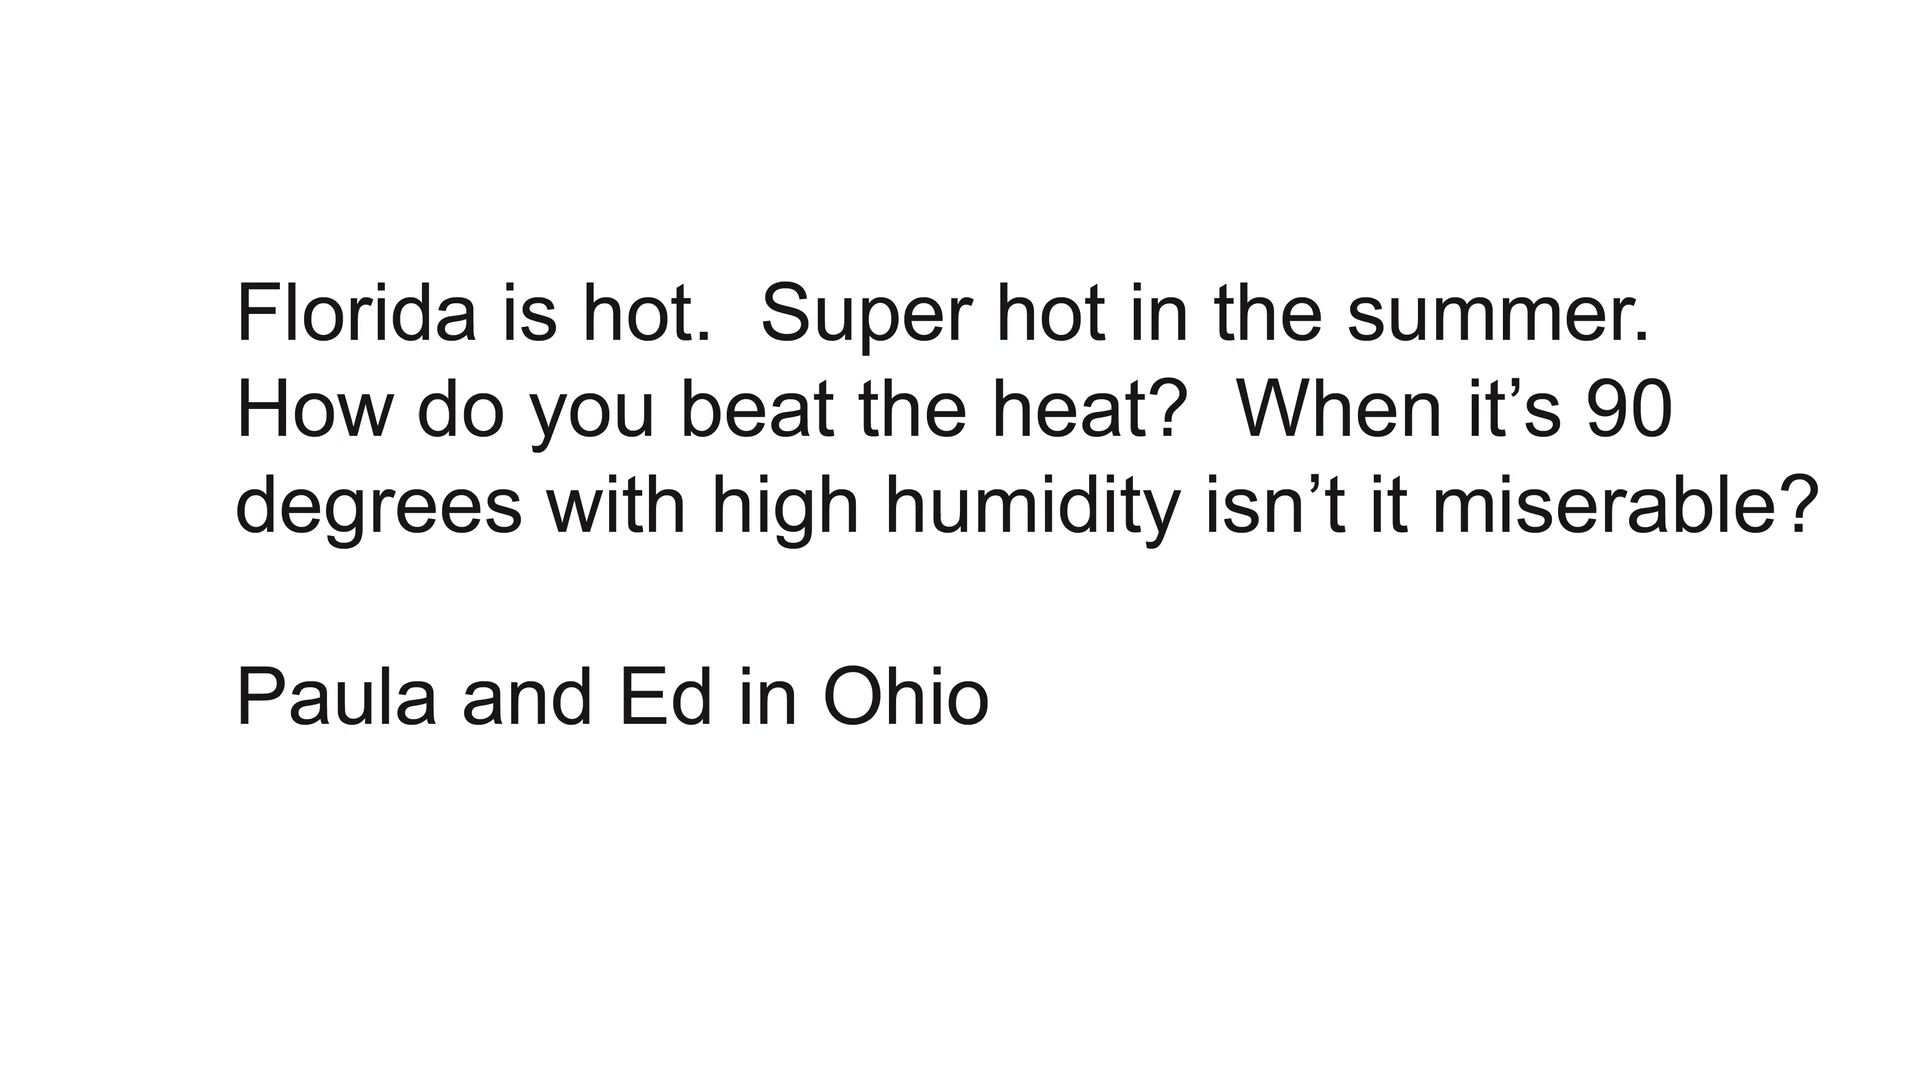 Florida is hot.  Super hot in the summer.
How do you beat the heat?  When it’s 90
degrees with high humidity isn’t it miserable?
Paula and Ed in Ohio